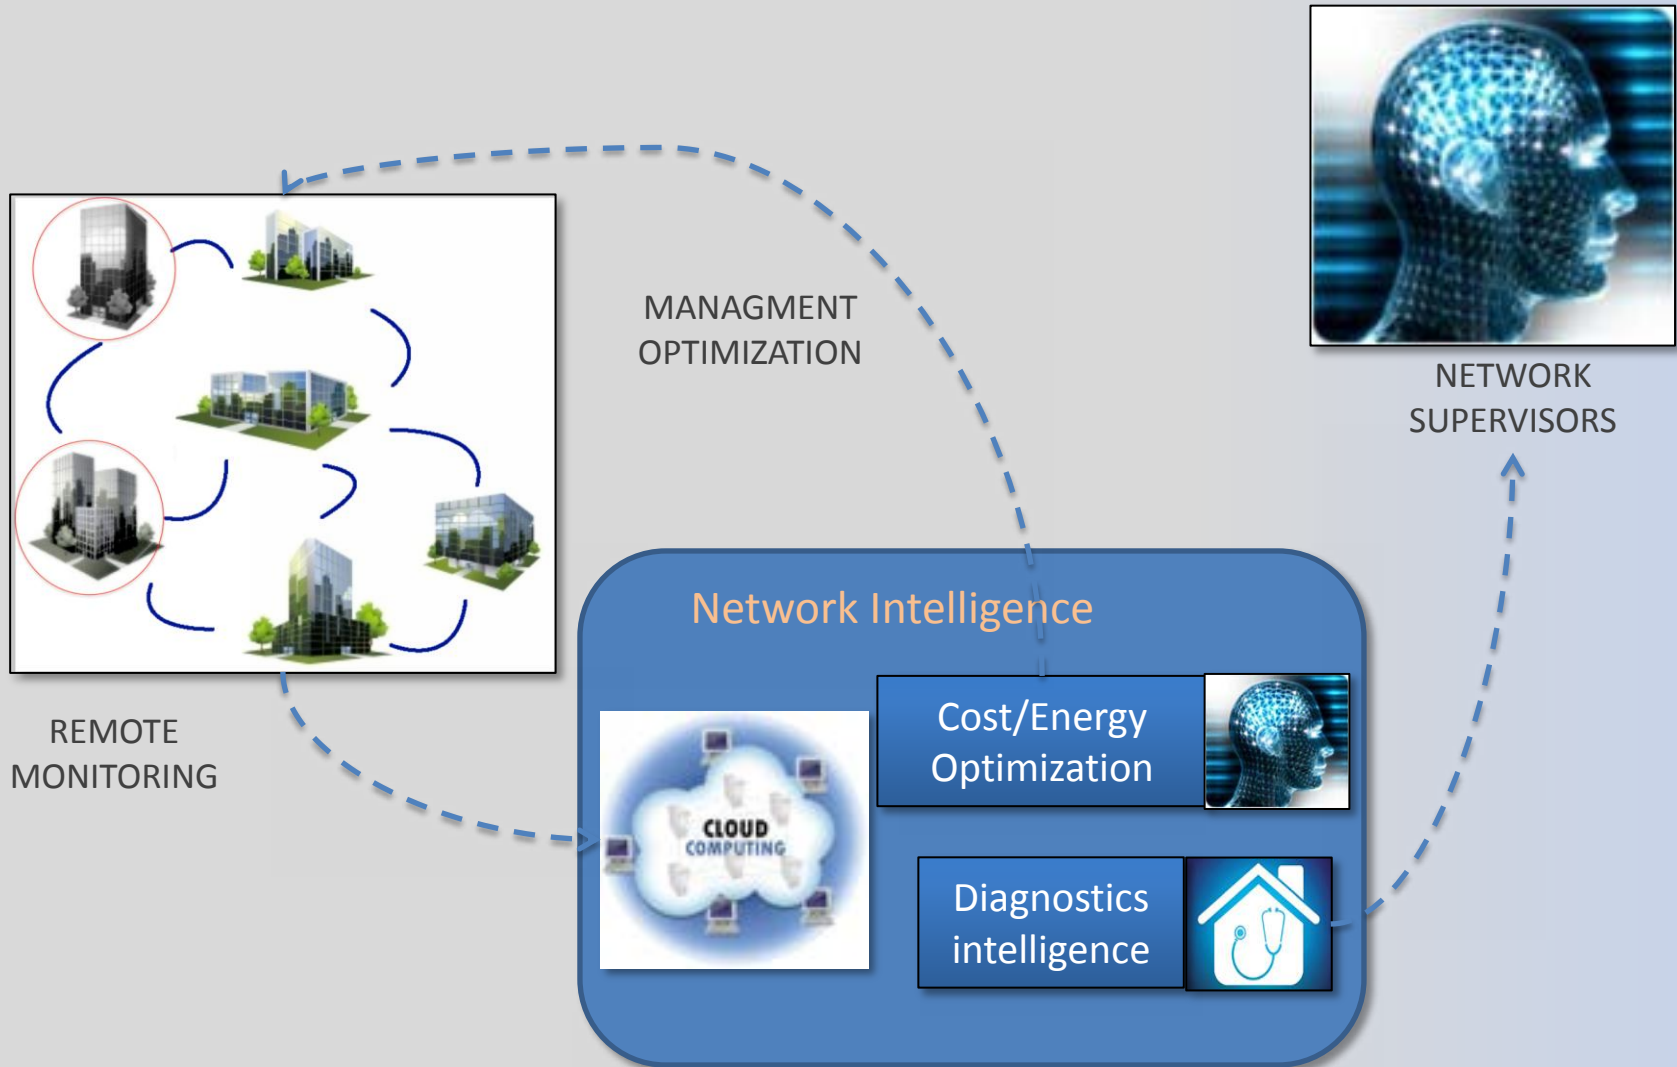 MANAGMENT
OPTIMIZATION
NETWORK
SUPERVISORS
Network Intelligence
REMOTE
MONITORING
CLOUD
COMPUTING
Cost/Energy
Optimization
Diagnostics
intelligence